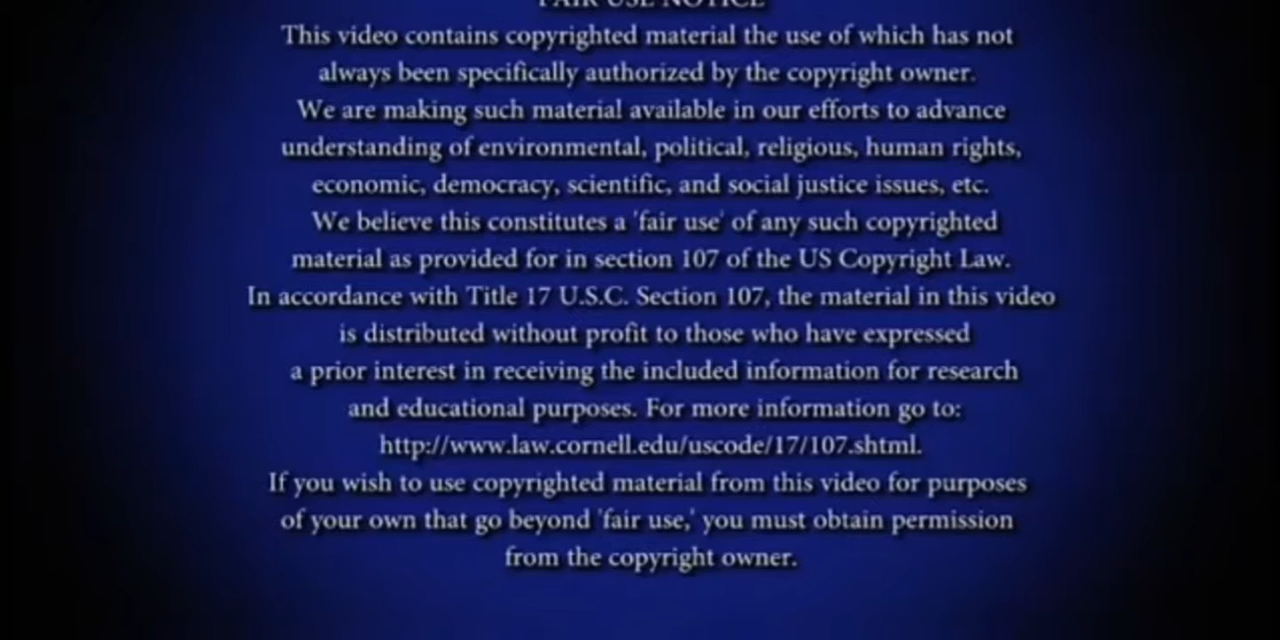 FAIR USE NOTICE
This video contains copyrighted material the use of which has not
always been specifically authorized by the copyright owner.
We are making such material available in our efforts to advance
understanding of environmental, political, religious, human rights,
economic, democracy, scientific, and social justice issues, etc.
We believe this constitutes a 'fair use' of any such copyrighted
material as provided for in section 107 of the US Copyright Law.
In accordance with Title 17 U.S.C. Section 107, the material in this video
is distributed without profit to those who have expressed
a prior interest in receiving the included information for research
and educational purposes. For more information go to:
http://www.law.cornell.edu/uscode/17/107.shtml.
If you wish to use copyrighted material from this video for purposes
of your own that go beyond 'fair use,' you must obtain permission
from the copyright owner.